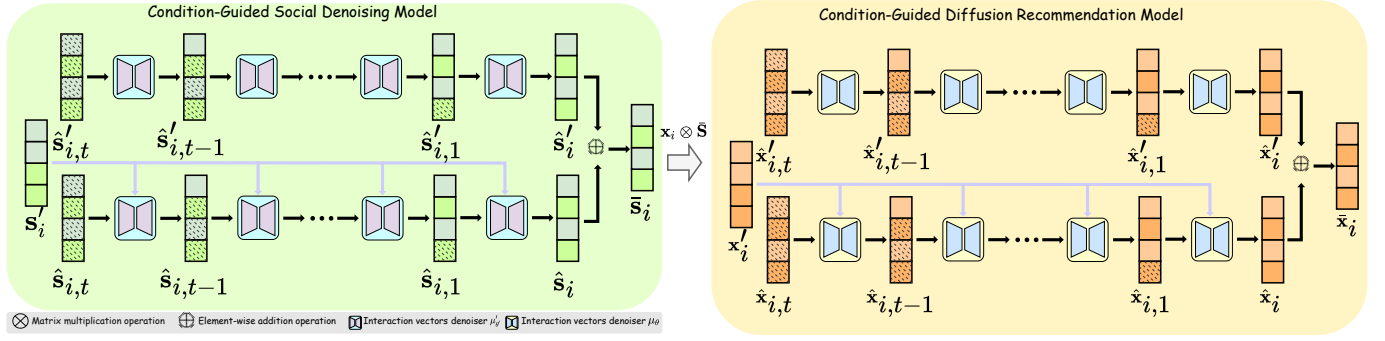 Condition-Guided Social Denoising Model
Condition-Guided Diffusion Recommendation Model
ŝ′i,t ŝ′i,t−1 ŝ′i,1 ŝ′i
s′i
s̄i
ŝi,t ŝi,t−1 ŝi,1 ŝi
xi ⊗ S̄
x̂′i,t x̂′i,t−1 x̂′i,1 x̂′i
x′i
x̄i
x̂i,t x̂i,t−1 x̂i,1 x̂i
Matrix multiplication operation Element-wise addition operation Interaction vectors denoiser μ′ Interaction vectors denoiser μθ